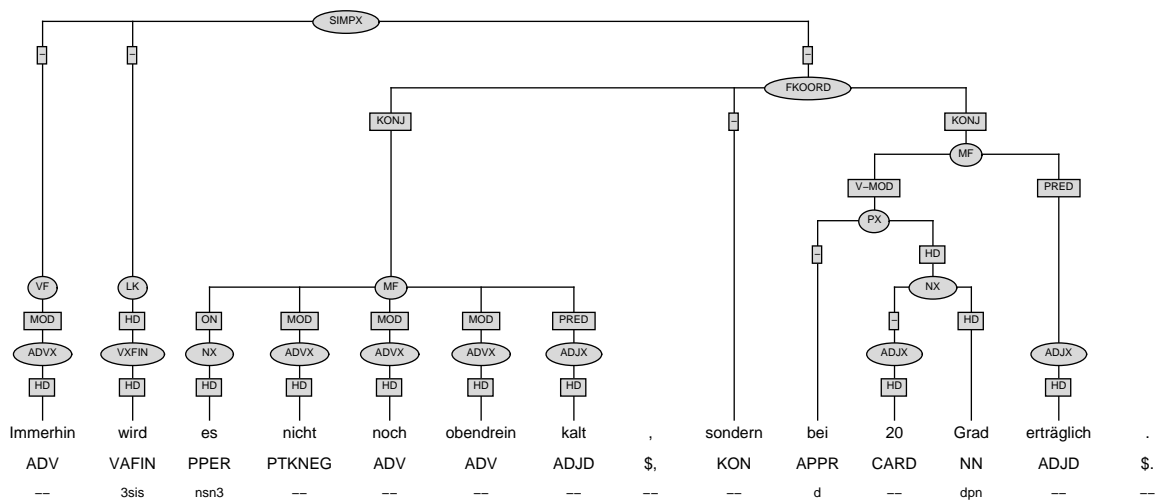 SIMPX
– – –
FKOORD
KONJ – KONJ
MF
V–MOD PRED
PX
– HD
VF LK MF NX
MOD HD ON MOD MOD MOD PRED – HD
ADVX VXFIN NX ADVX ADVX ADVX ADJX ADJX ADJX
HD HD HD HD HD HD HD HD HD
Immerhin wird es nicht noch obendrein kalt , sondern bei 20 Grad erträglich .
ADV VAFIN PPER PTKNEG ADV ADV ADJD $, KON APPR CARD NN ADJD $.
–– 3sis nsn3 –– –– –– –– –– –– d –– dpn –– ––